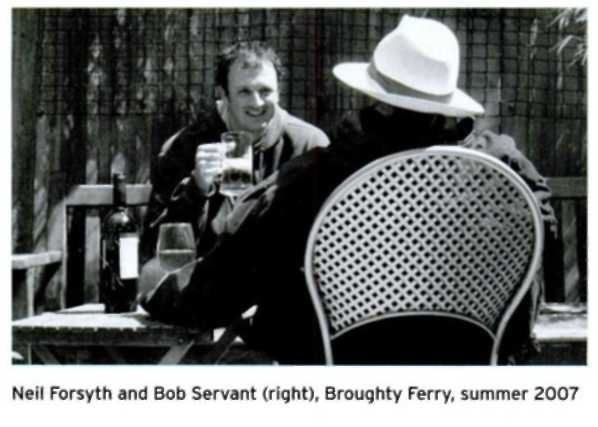 Neil Forsyth and Bob Servant (right), Broughty Ferry, summer 2007